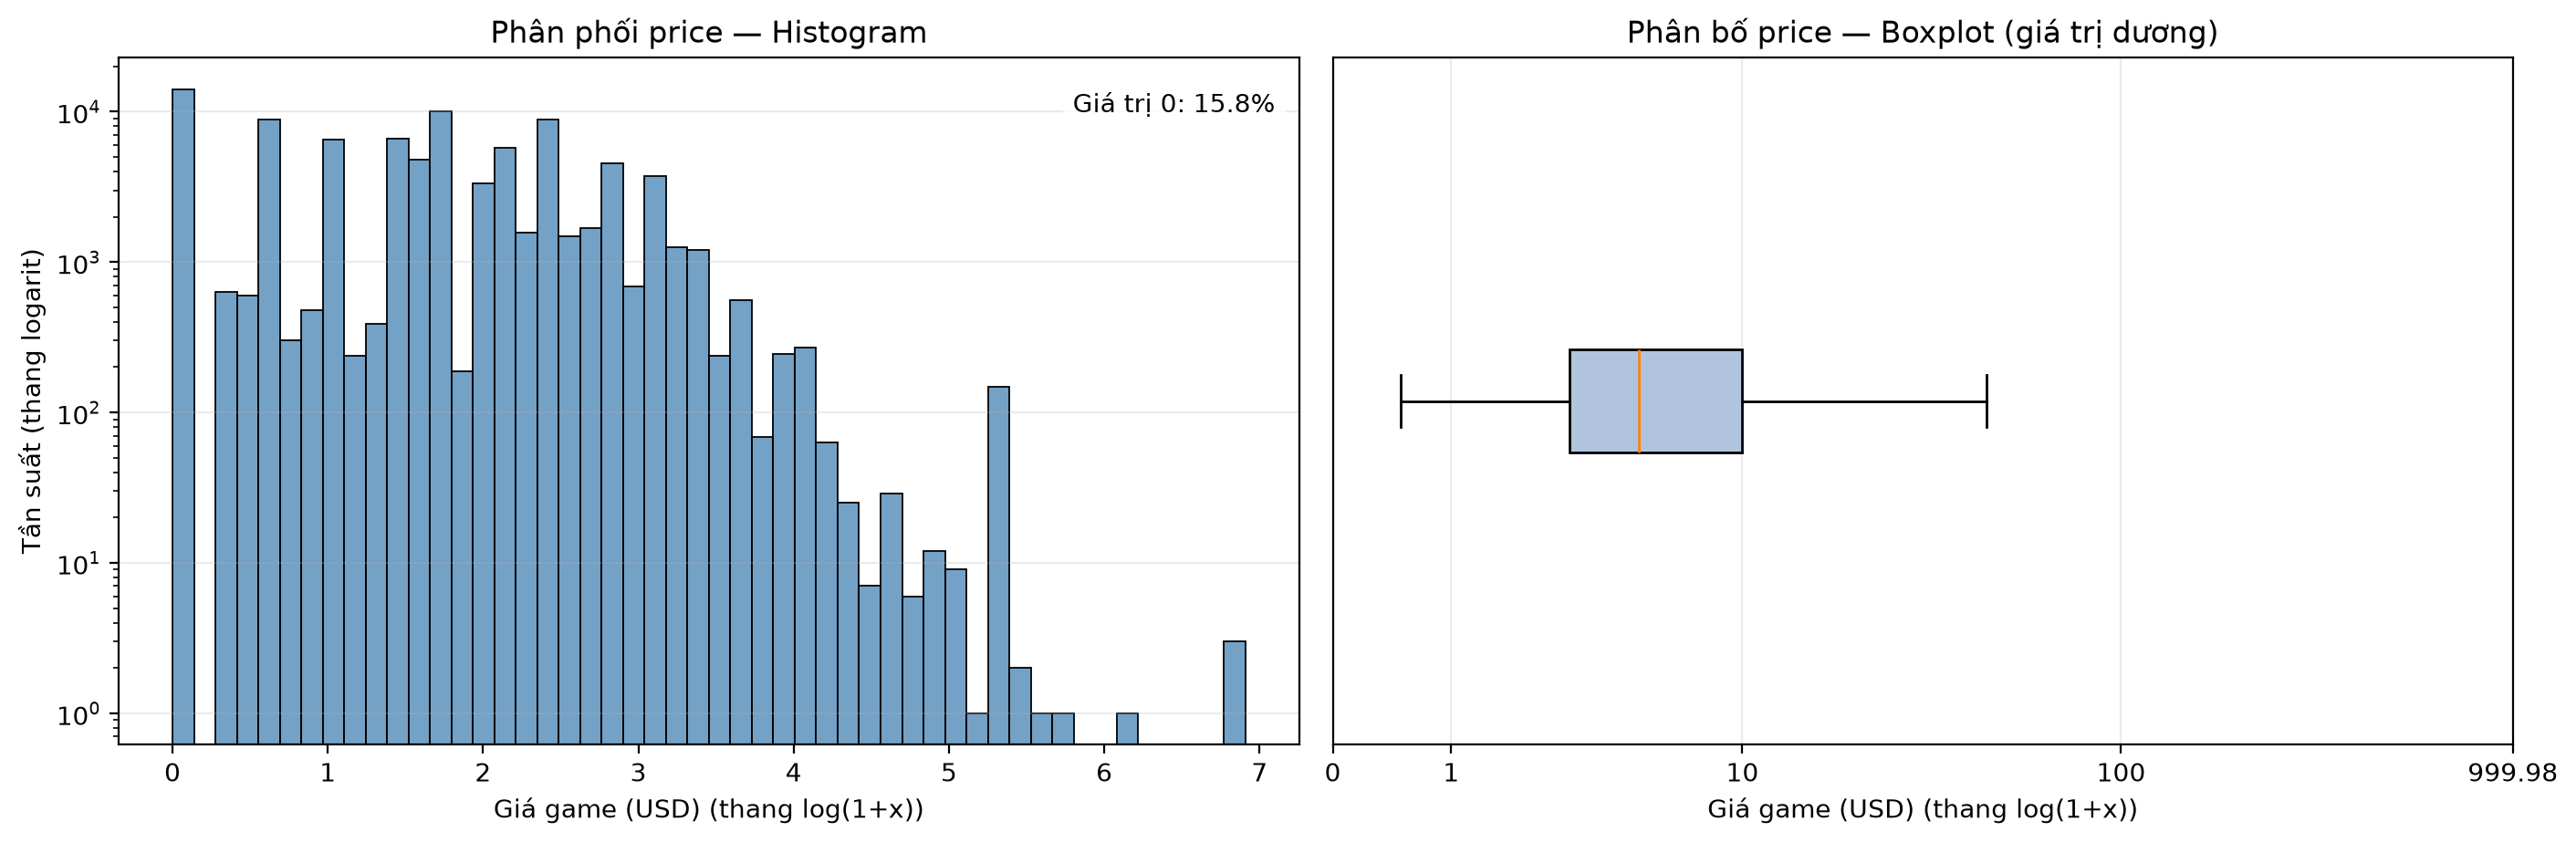 Phân phối price — Histogram
Giá trị 0: 15.8%
Tần suất (thang logarit)
10⁴
10³
10²
10¹
10⁰
0 1 2 3 4 5 6 7
Giá game (USD) (thang log(1+x))
Phân bố price — Boxplot (giá trị dương)
0 1 10 100 999.98
Giá game (USD) (thang log(1+x))